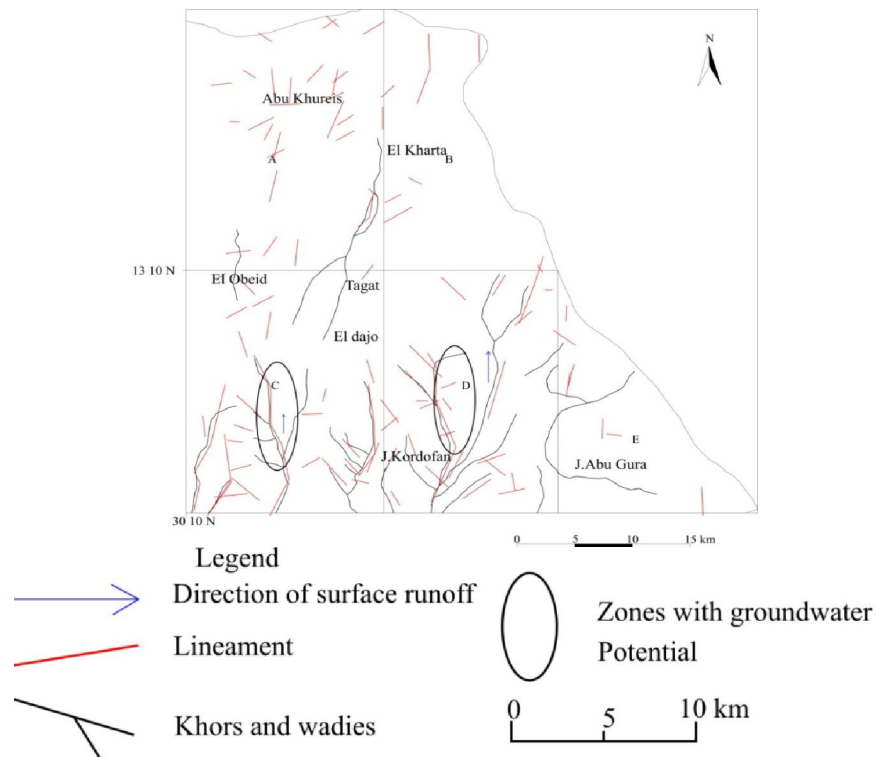 N
Abu Khureis
El Kharta
A
B
13 10 N
El Obeid
Tagat
El dajo
C
D
E
J.Kordofan
J.Abu Gura
30 10 N
0 5 10 15 km
Legend
Direction of surface runoff
Lineament
Khors and wadies
Zones with groundwater
Potential
0 5 10 km